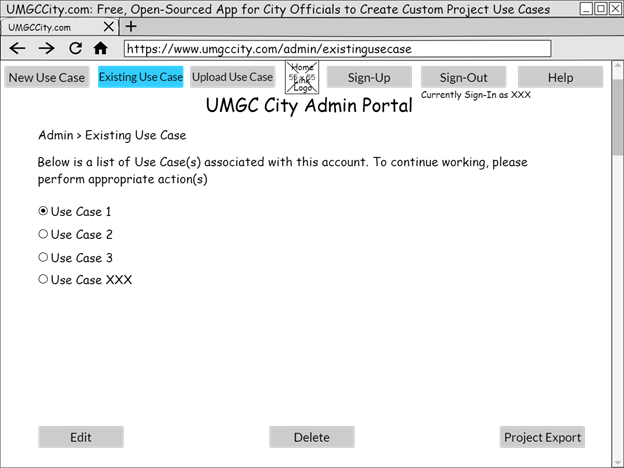 UMGCCity.com: Free, Open-Sourced App for City Officials to Create Custom Project Use Cases
UMGCCity.com
https://www.umgccity.com/admin/existingusecase
New Use Case
Existing Use Case
Upload Use Case
Home
Link
Logo
Sign-Up
Sign-Out
Help
Currently Sign-In as XXX
UMGC City Admin Portal
Admin > Existing Use Case
Below is a list of Use Case(s) associated with this account. To continue working, please
perform appropriate action(s)
Use Case 1
Use Case 2
Use Case 3
Use Case XXX
Edit
Delete
Project Export